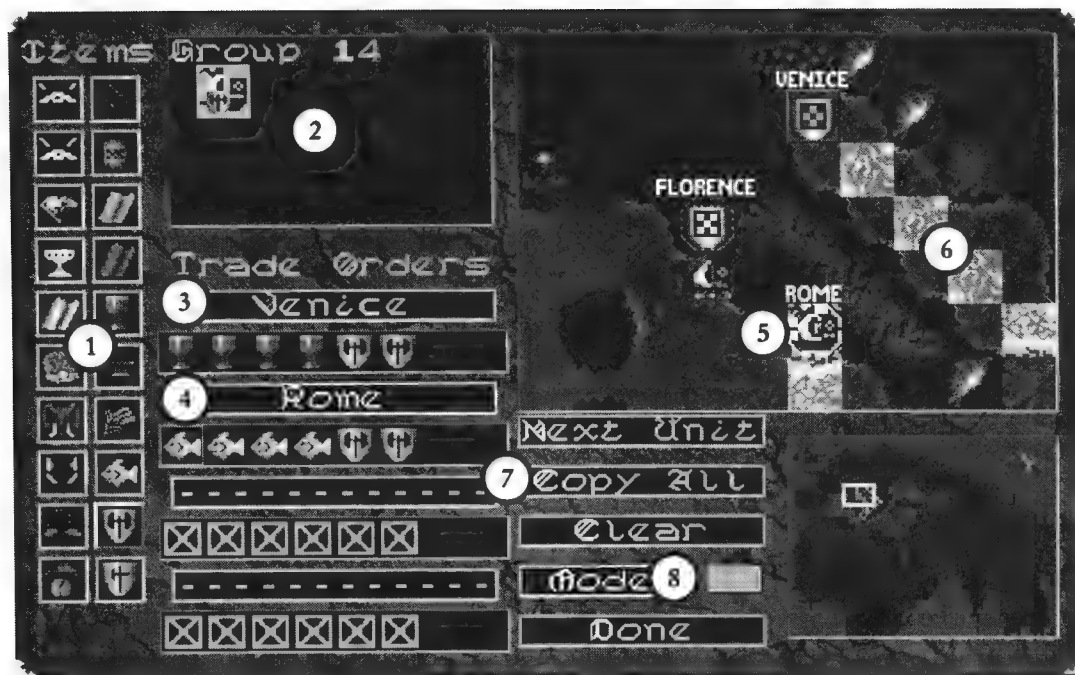 Items Group 14
2
1
Trade Orders
3 Venice
4 Rome
VENICE
FLORENCE
6
ROME
5
Next Unit
7 Copy All
Clear
Mode 8
Done